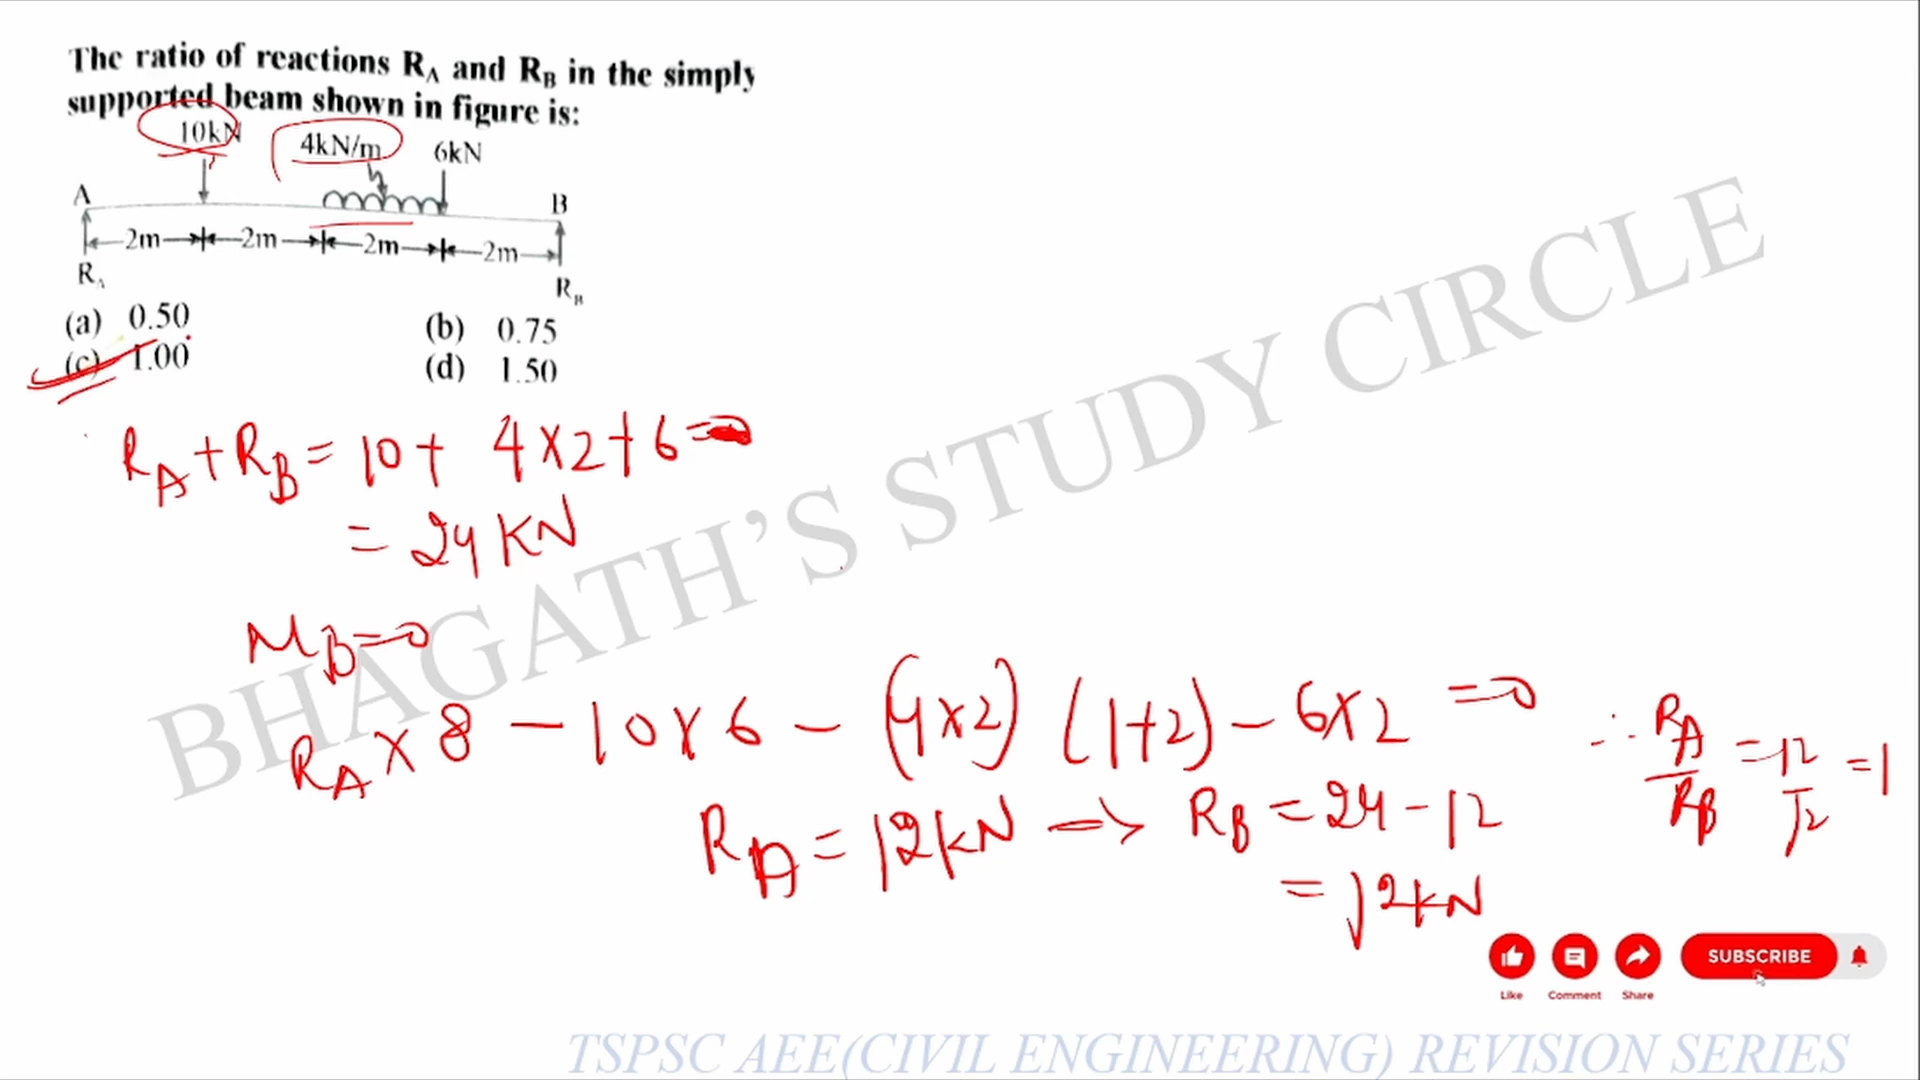 The ratio of reactions R_A and R_B in the simply
supported beam shown in figure is:
10kN
4kN/m
6kN
A
B
2m
2m
2m
2m
R_A
R_B
(a) 0.50
(b) 0.75
(c) 1.00
(d) 1.50
R_A+R_B = 10 + 4×2+6=
= 24 KN
M_B=0
R_A × 8 - 10×6 - (4×2) (1+2) - 6×2 =0
R_A = 12kN → R_B = 24-12
= 12kN
∴ R_A/R_B = 12/12 = 1
BHAGATH'S STUDY CIRCLE
SUBSCRIBE
Like Comment Share
TSPSC AEE(CIVIL ENGINEERING) REVISION SERIES